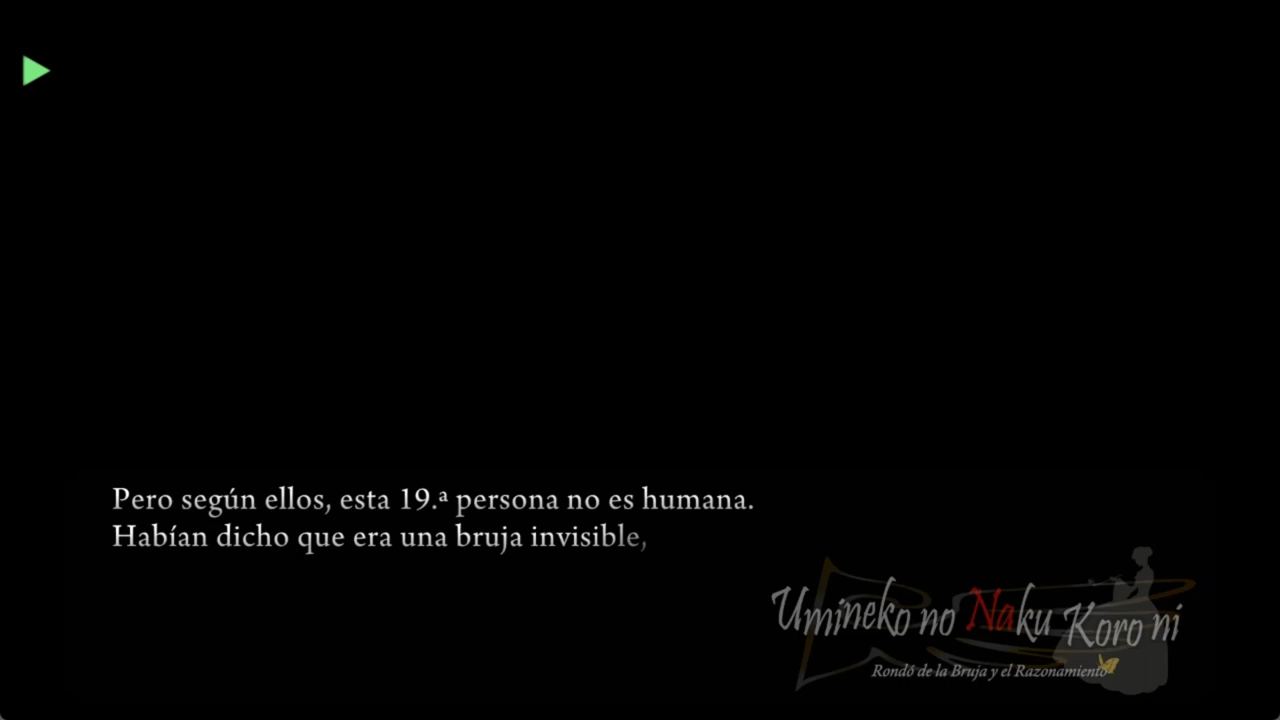 Pero según ellos, esta 19.ª persona no es humana.
Habían dicho que era una bruja invisible,
Umineko no Naku Koro ni
Rondó de la Bruja y el Razonamiento